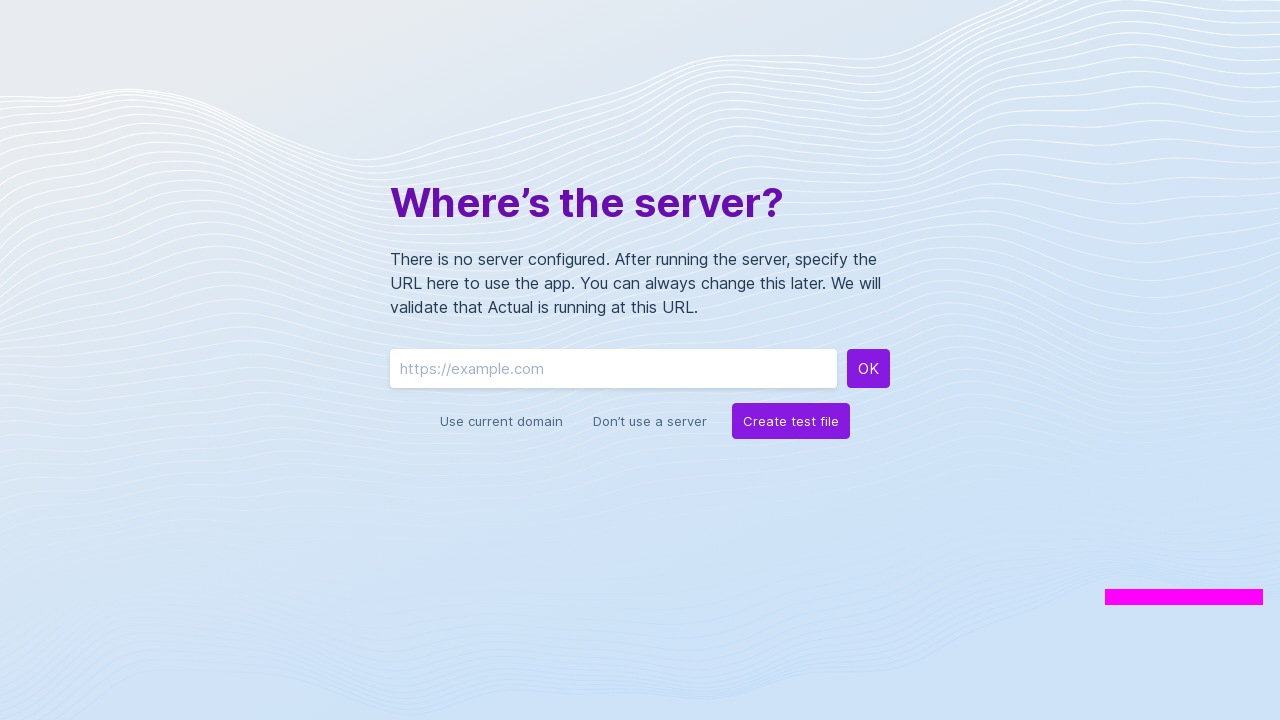 Where’s the server?
There is no server configured. After running the server, specify the
URL here to use the app. You can always change this later. We will
validate that Actual is running at this URL.
https://example.com
OK
Use current domain
Don’t use a server
Create test file